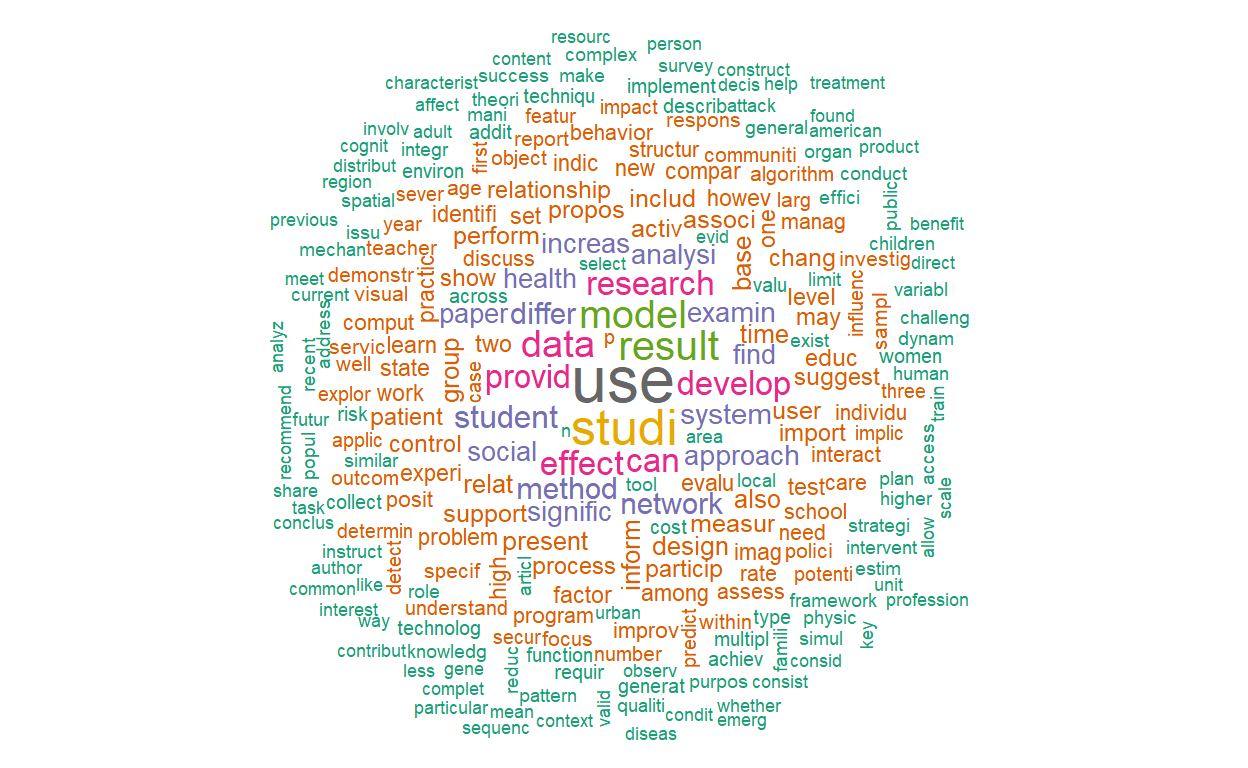 resourc
person
content
complex
survey
construct
characterist
success
make
implement
decis
help
treatment
affect
theori
techniqu
impact
describ
attack
mani
featur
found
involv
adult
addit
report
behavior
respons
general
american
cognit
integr
first
object
indic
structur
communiti
organ
product
distribut
environ
new
compar
algorithm
conduct
region
spatial
sever
age
relationship
includ
howev
larg
effici
public
previous
issu
year
identifi
set
propos
activ
associ
one
manag
benefit
mechan
teacher
perform
increas
evid
analysi
children
discuss
select
base
chang
investig
direct
meet
demonstr
practic
show
health
research
valu
limit
variabl
current
visual
across
level
influenc
address
comput
paper
differ
model
examin
may
sampl
challeng
analyz
recent
servic
learn
two
data
p
result
time
exist
dynam
well
state
group
case
find
educ
women
human
explor
work
provid
use
develop
suggest
three
train
recommend
futur
risk
patient
student
n
studi
system
user
individu
popul
applic
control
area
import
implic
access
similar
social
effect
can
approach
interact
share
outcom
experi
relat
method
tool
evalu
local
test
care
plan
scale
task
collect
posit
network
also
higher
conclus
support
signific
cost
measur
school
strategi
allow
determin
problem
present
inform
design
need
imag
polici
intervent
instruct
detect
author
specif
high
articl
process
particip
rate
potenti
estim
common
like
role
factor
among
assess
unit
interest
understand
program
urban
framework
profession
way
technolog
secur
focus
improv
predict
within
type
physic
key
contribut
knowledg
function
number
multipl
famili
simul
less
gene
reduc
requir
observ
achiev
consid
complet
pattern
generat
purpos
consist
particular
mean
valid
qualiti
condit
whether
sequenc
context
emerg
diseas